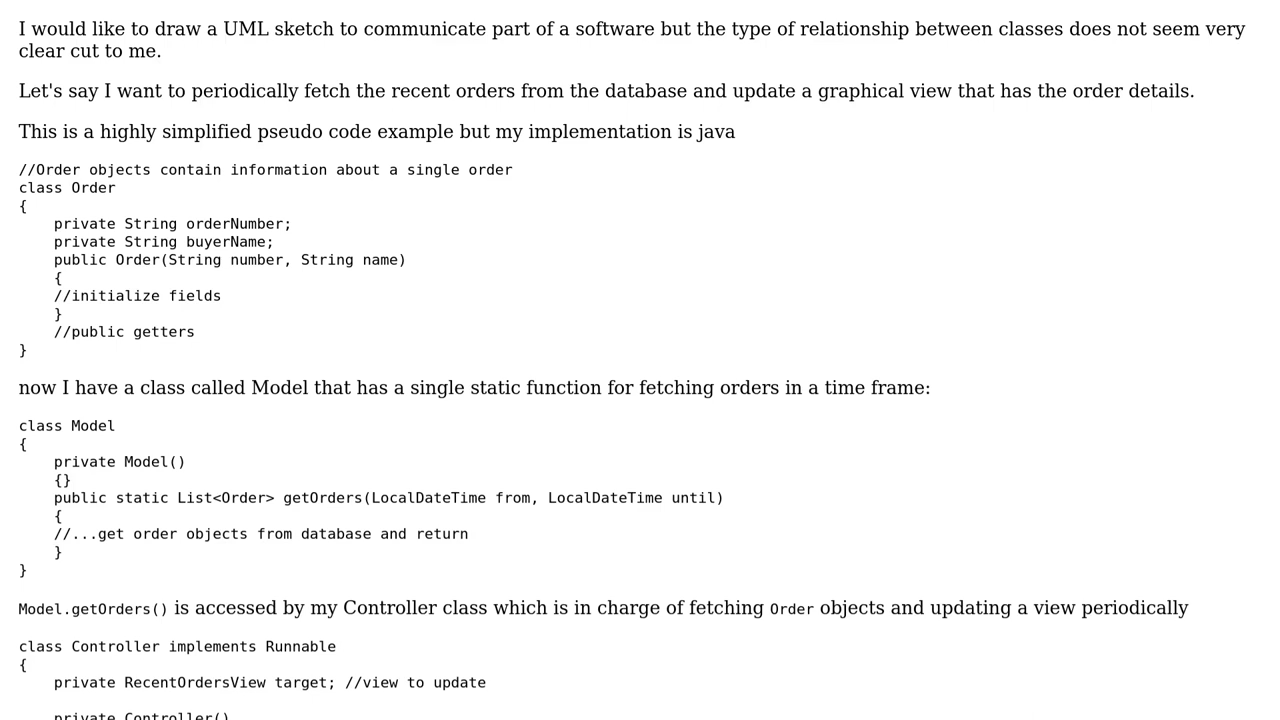 I would like to draw a UML sketch to communicate part of a software but the type of relationship between classes does not seem very
clear cut to me.
Let's say I want to periodically fetch the recent orders from the database and update a graphical view that has the order details.
This is a highly simplified pseudo code example but my implementation is java
//Order objects contain information about a single order
class Order
{
    private String orderNumber;
    private String buyerName;
    public Order(String number, String name)
    {
    //initialize fields
    }
    //public getters
}
now I have a class called Model that has a single static function for fetching orders in a time frame:
class Model
{
    private Model()
    {}
    public static List<Order> getOrders(LocalDateTime from, LocalDateTime until)
    {
    //...get order objects from database and return
    }
}
Model.getOrders() is accessed by my Controller class which is in charge of fetching Order objects and updating a view periodically
class Controller implements Runnable
{
    private RecentOrdersView target; //view to update
    private Controller()